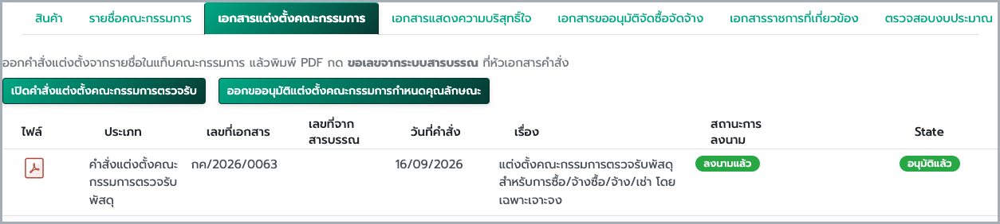 สินค้า รายชื่อคณะกรรมการ เอกสารแต่งตั้งคณะกรรมการ เอกสารแสดงความบริสุทธิ์ใจ เอกสารขออนุมัติจัดซื้อจัดจ้าง เอกสารราชการที่เกี่ยวข้อง ตรวจสอบงบประมาณ
ออกคำสั่งแต่งตั้งจากรายชื่อในแท็บคณะกรรมการ แล้วพิมพ์ PDF กด ขอเลขจากระบบสารบรรณ ที่หัวเอกสารคำสั่ง
เปิดคำสั่งแต่งตั้งคณะกรรมการตรวจรับ ออกขออนุมัติแต่งตั้งคณะกรรมการกำหนดคุณลักษณะ
ไฟล์ ประเภท เลขที่เอกสาร เลขที่จาก วันที่คำสั่ง เรื่อง สถานะการ State
สารบรรณ ลงนาม
คำสั่งแต่งตั้งคณะ กค/2026/0063 16/09/2026 แต่งตั้งคณะกรรมการตรวจรับพัสดุ ลงนามแล้ว อนุมัติแล้ว
กรรมการตรวจรับ สำหรับการซื้อ/จ้างซื้อ/จ้าง/เช่า โดย
พัสดุ เฉพาะเจาะจง